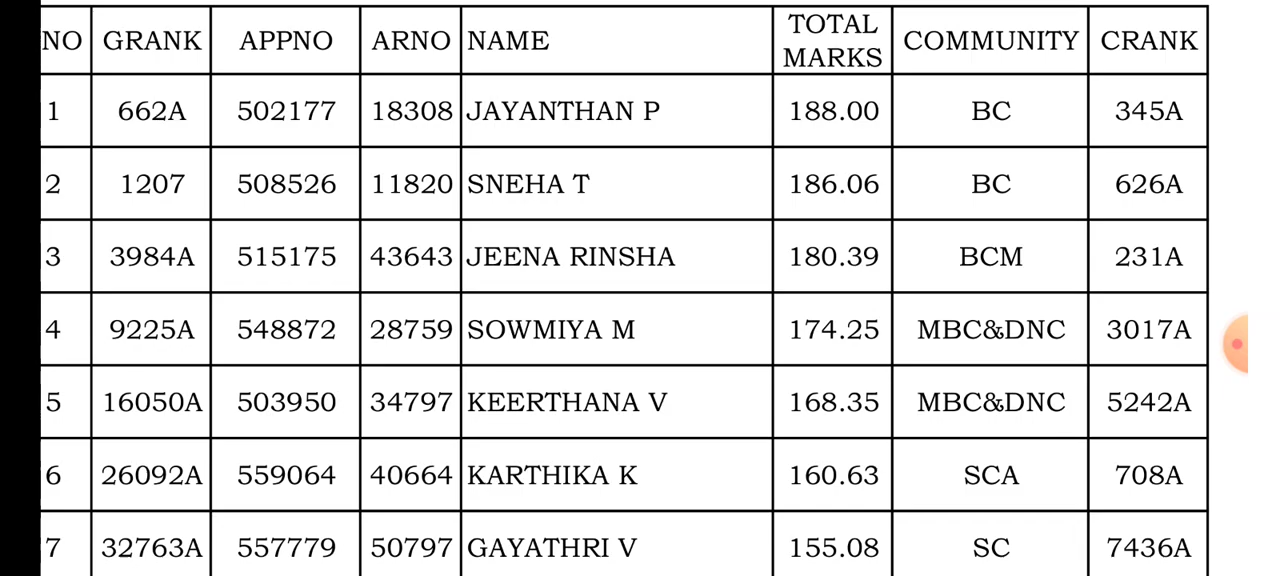 NO GRANK APPNO ARNO NAME TOTAL MARKS COMMUNITY CRANK
1 662A 502177 18308 JAYANTHAN P 188.00 BC 345A
2 1207 508526 11820 SNEHA T 186.06 BC 626A
3 3984A 515175 43643 JEENA RINSHA 180.39 BCM 231A
4 9225A 548872 28759 SOWMIYA M 174.25 MBC&DNC 3017A
5 16050A 503950 34797 KEERTHANA V 168.35 MBC&DNC 5242A
6 26092A 559064 40664 KARTHIKA K 160.63 SCA 708A
7 32763A 557779 50797 GAYATHRI V 155.08 SC 7436A